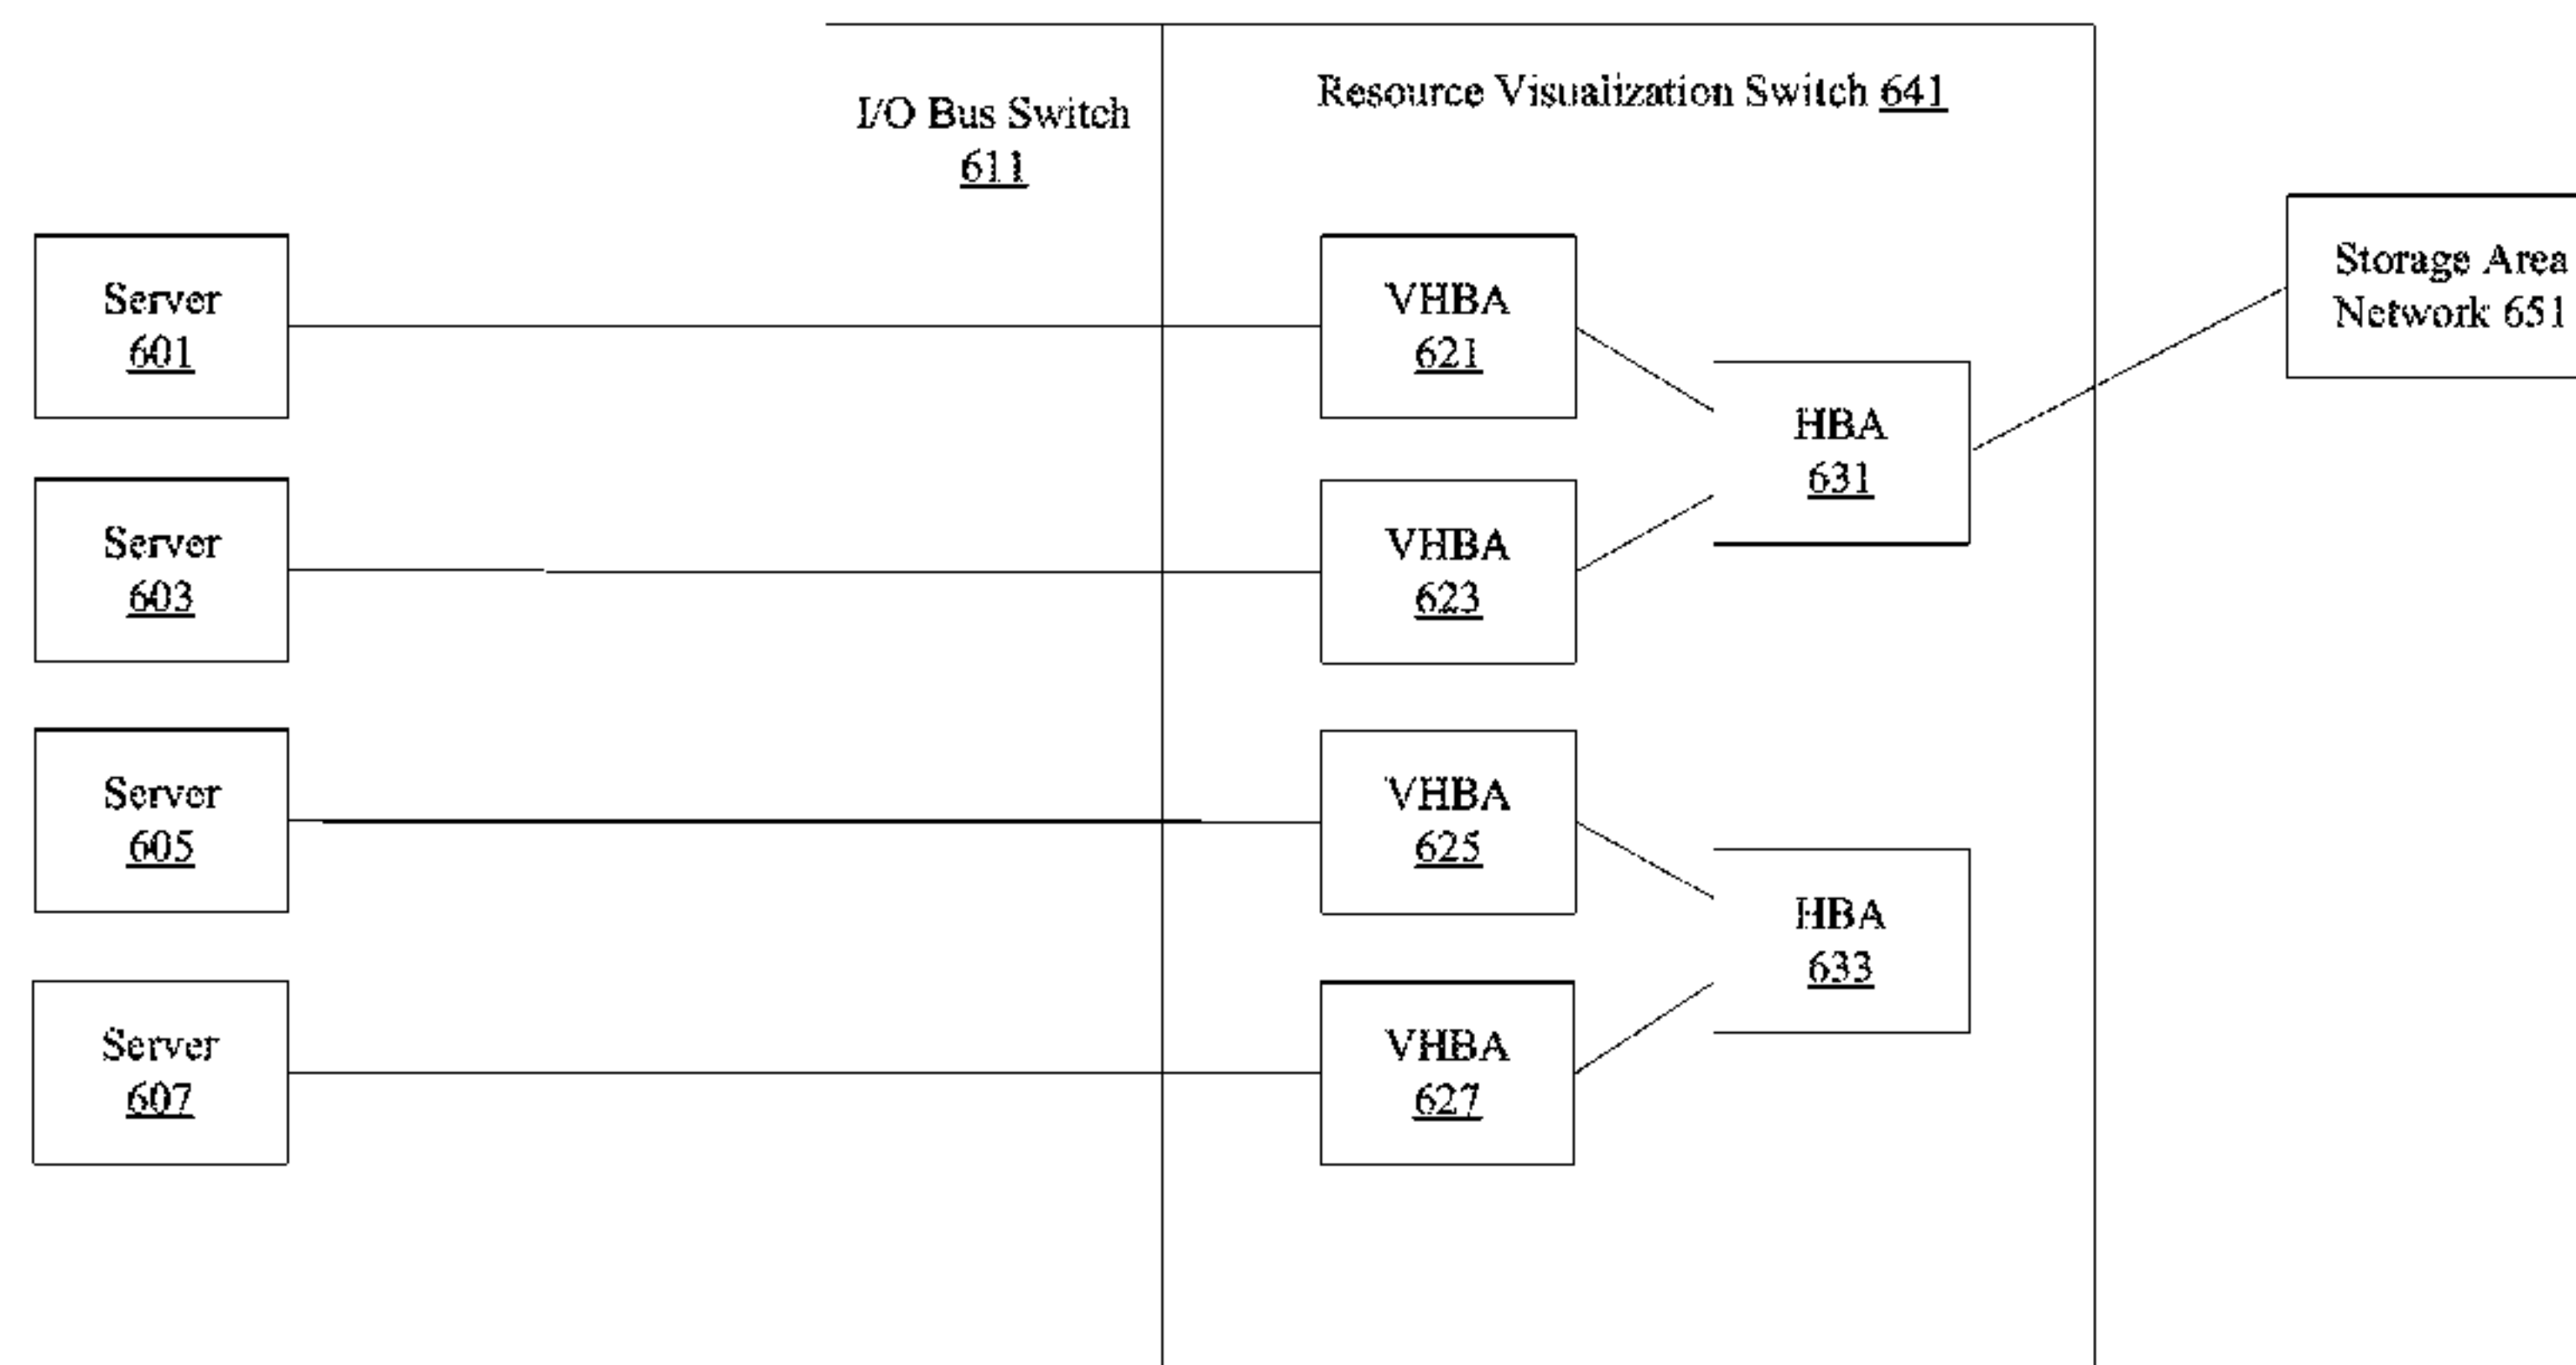 I/O Bus Switch
611
Resource Visualization Switch 641
Server
601
VHBA
621
Storage Area
Network 651
HBA
631
Server
603
VHBA
623
Server
605
VHBA
625
HBA
633
Server
607
VHBA
627